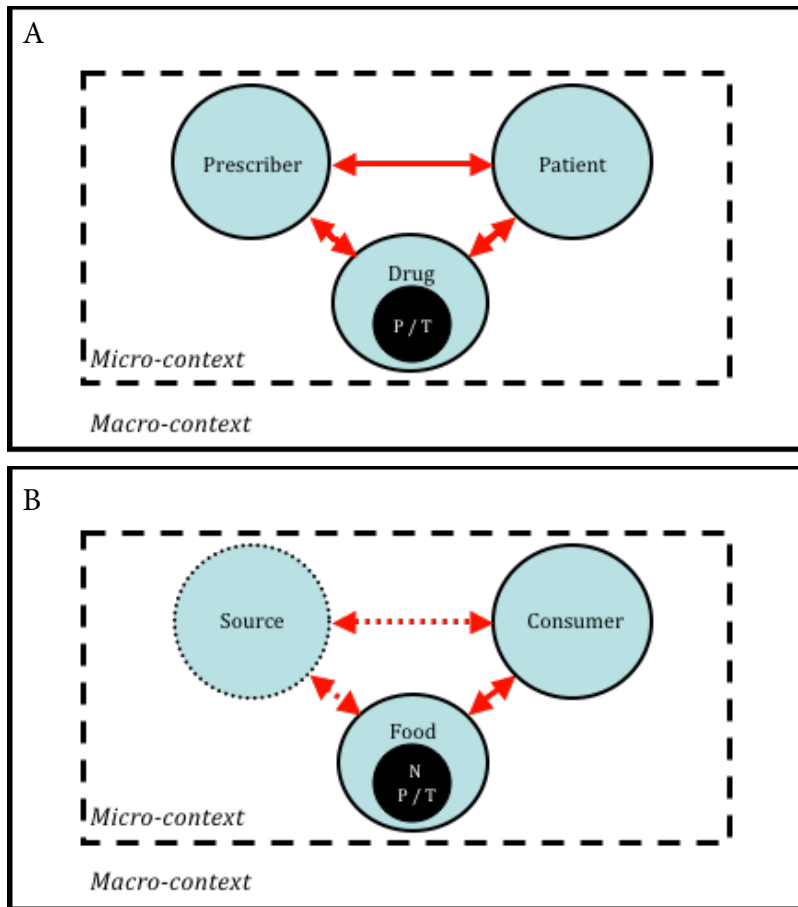 A
Prescriber
Patient
Drug
P / T
Micro-context
Macro-context
B
Source
Consumer
Food
N
P / T
Micro-context
Macro-context